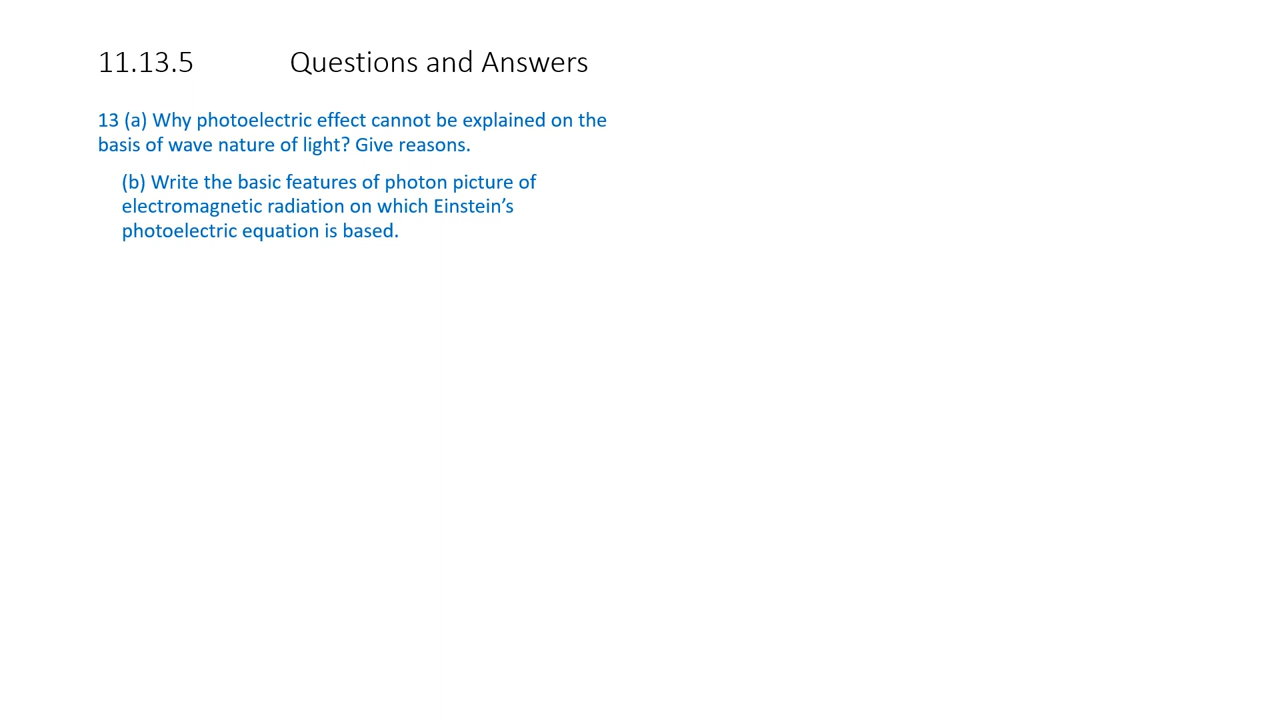 11.13.5 Questions and Answers
13 (a) Why photoelectric effect cannot be explained on the
basis of wave nature of light? Give reasons.
(b) Write the basic features of photon picture of
electromagnetic radiation on which Einstein’s
photoelectric equation is based.